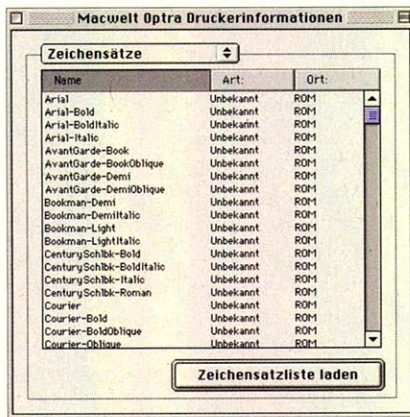 Macwelt Optra Druckerinformationen
Zeichensätze
Name Art: Ort:
Arial Unbekannt ROM
Arial-Bold Unbekannt ROM
Arial-BoldItalic Unbekannt ROM
Arial-Italic Unbekannt ROM
AvantGarde-Book Unbekannt ROM
AvantGarde-BookOblique Unbekannt ROM
AvantGarde-Demi Unbekannt ROM
AvantGarde-DemiOblique Unbekannt ROM
Bookman-Demi Unbekannt ROM
Bookman-DemiItalic Unbekannt ROM
Bookman-Light Unbekannt ROM
Bookman-LightItalic Unbekannt ROM
CenturySchlbk-Bold Unbekannt ROM
CenturySchlbk-BoldItalic Unbekannt ROM
CenturySchlbk-Italic Unbekannt ROM
CenturySchlbk-Roman Unbekannt ROM
Courier Unbekannt ROM
Courier-Bold Unbekannt ROM
Courier-BoldOblique Unbekannt ROM
Courier-Oblique Unbekannt ROM
Zeichensatzliste laden